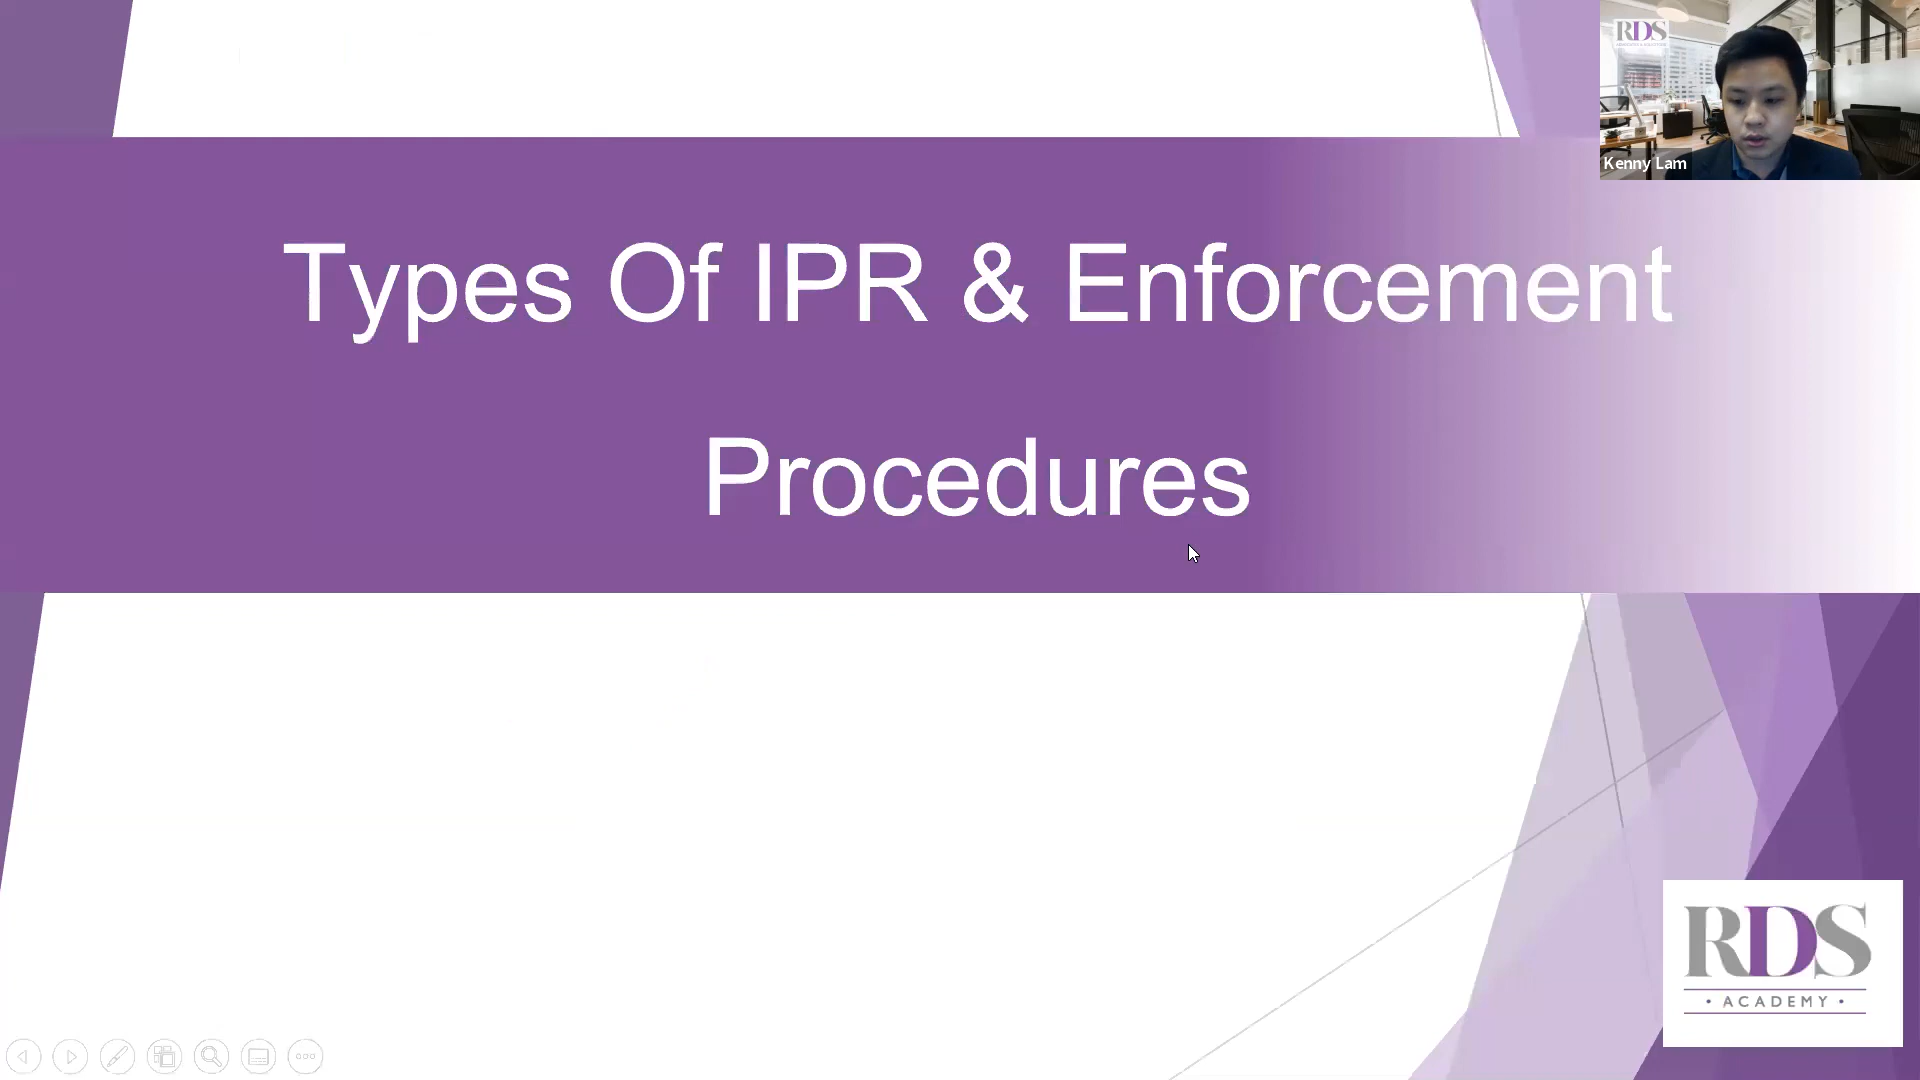 RDS
Kenny Lam
Types Of IPR & Enforcement
Procedures
RDS
• ACADEMY •